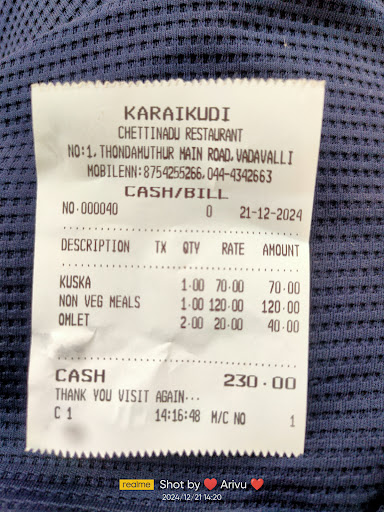 KARAIKUDI
CHETTINADU RESTAURANT
NO:1, THONDAMUTHUR MAIN ROAD, VADAVALLI
MOBILENN:8754255266,044-4342663
CASH/BILL
NO.000040 0 21-12-2024
DESCRIPTION TX QTY RATE AMOUNT
KUSKA 1.00 70.00 70.00
NON VEG MEALS 1.00 120.00 120.00
OMLET 2.00 20.00 40.00
CASH 230.00
THANK YOU VISIT AGAIN...
C 1 14:16:48 M/C NO 1
realme Shot by ❤️ Arivu ❤️
2024/12/21 14:20